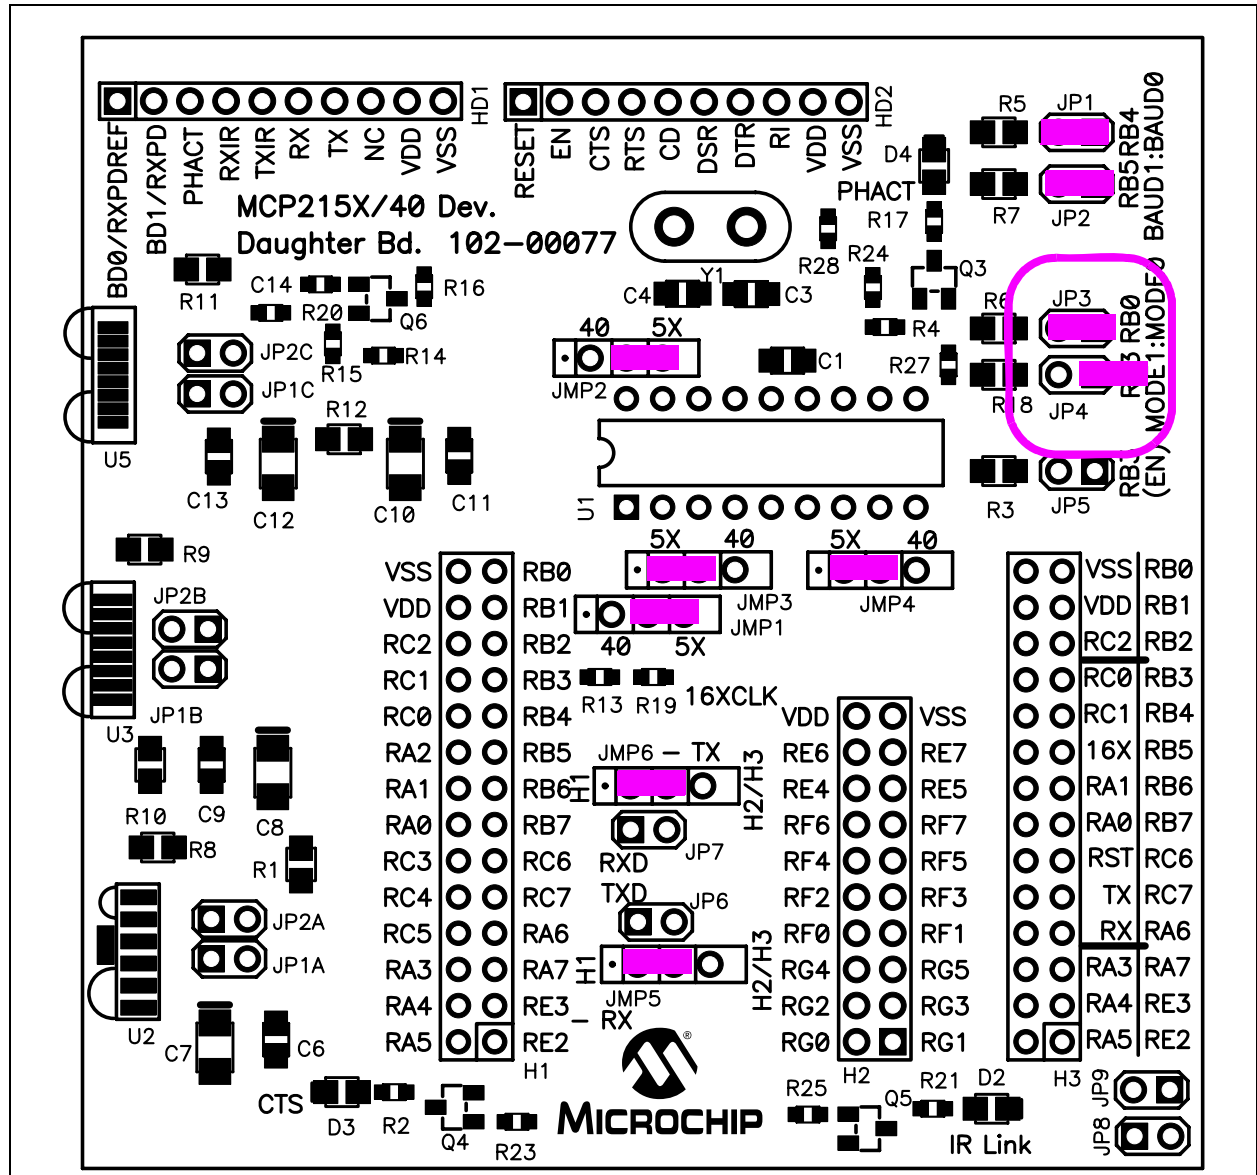 HD1
HD2
BD0/RXPDREF
BD1/RXPD
PHACT
RXIR
TXIR
RX
TX
NC
VDD
VSS
RESET
EN
CTS
RTS
CD
DSR
DTR
RI
VDD
VSS
MCP215X/40 Dev.
Daughter Bd. 102-00077
D4
PHACT
R5
JP1
RB4
R7
JP2
RB5
BAUD1:BAUD0
R17
R28
R24
Q3
R4
R27
R6
JP3
RB0
R18
JP4
(EN) MODE1:MODE0
R3
JP5
R11
C14
R20
Q6
R16
R15
R14
JP2C
JP1C
R12
U5
C13
C12
C10
C11
Y1
C4
C3
40 5X
JMP2
C1
U1
5X 40
JMP3
5X 40
JMP4
JMP1
40 5X
R13
R19
16XCLK
R9
JP2B
JP1B
U3
R10
C9
C8
R8
R1
JP2A
JP1A
U2
C7
C6
VSS RB0
VDD RB1
RC2 RB2
RC1 RB3
RC0 RB4
RA2 RB5
RA1 RB6
RA0 RB7
RC3 RC6
RC4 RC7
RC5 RA6
RA3 RA7
RA4 RE3
RA5 RE2
H1
JMP6 - TX
H1
H2/H3
JP7
RXD
TXD
JP6
H1
H2/H3
JMP5
- RX
VDD VSS
RE6 RE7
RE4 RE5
RF6 RF7
RF4 RF5
RF2 RF3
RF0 RF1
RG4 RG5
RG2 RG3
RG0 RG1
H2
VSS RB0
VDD RB1
RC2 RB2
RC0 RB3
RC1 RB4
16X RB5
RA1 RB6
RA0 RB7
RST RC6
TX RC7
RX RA6
RA3 RA7
RA4 RE3
RA5 RE2
H3
CTS
D3
R2
Q4
R23
®
MICROCHIP
R25
Q5
R21
D2
IR Link
JP9
JP8